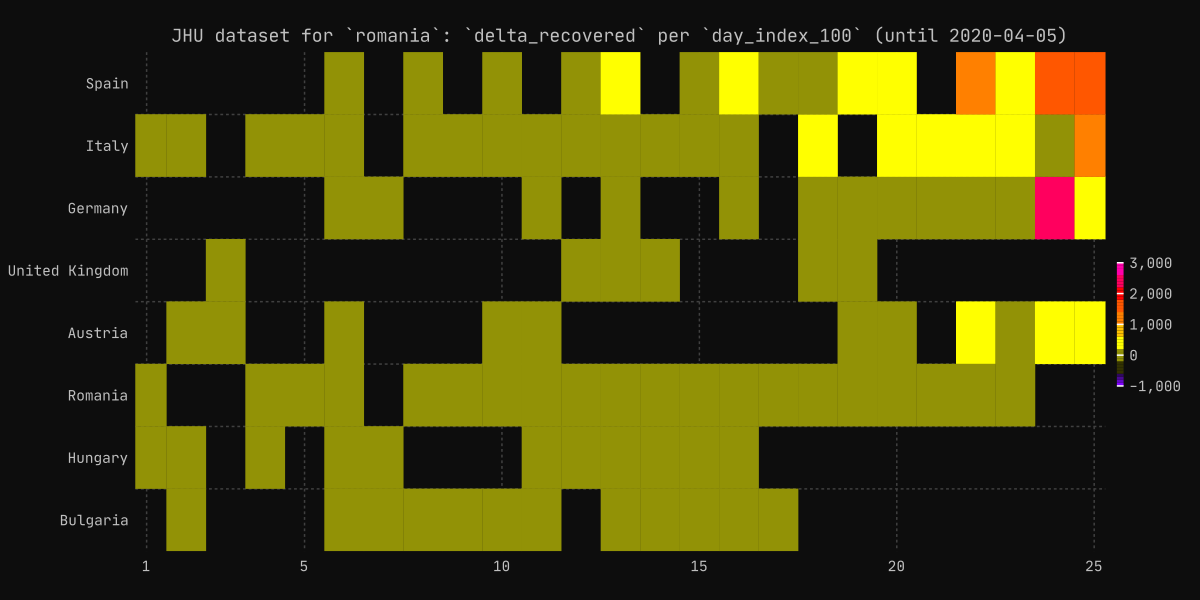 JHU dataset for `romania`: `delta_recovered` per `day_index_100` (until 2020-04-05)
Spain
Italy
Germany
United Kingdom
Austria
Romania
Hungary
Bulgaria
1 5 10 15 20 25
3,000
2,000
1,000
0
-1,000